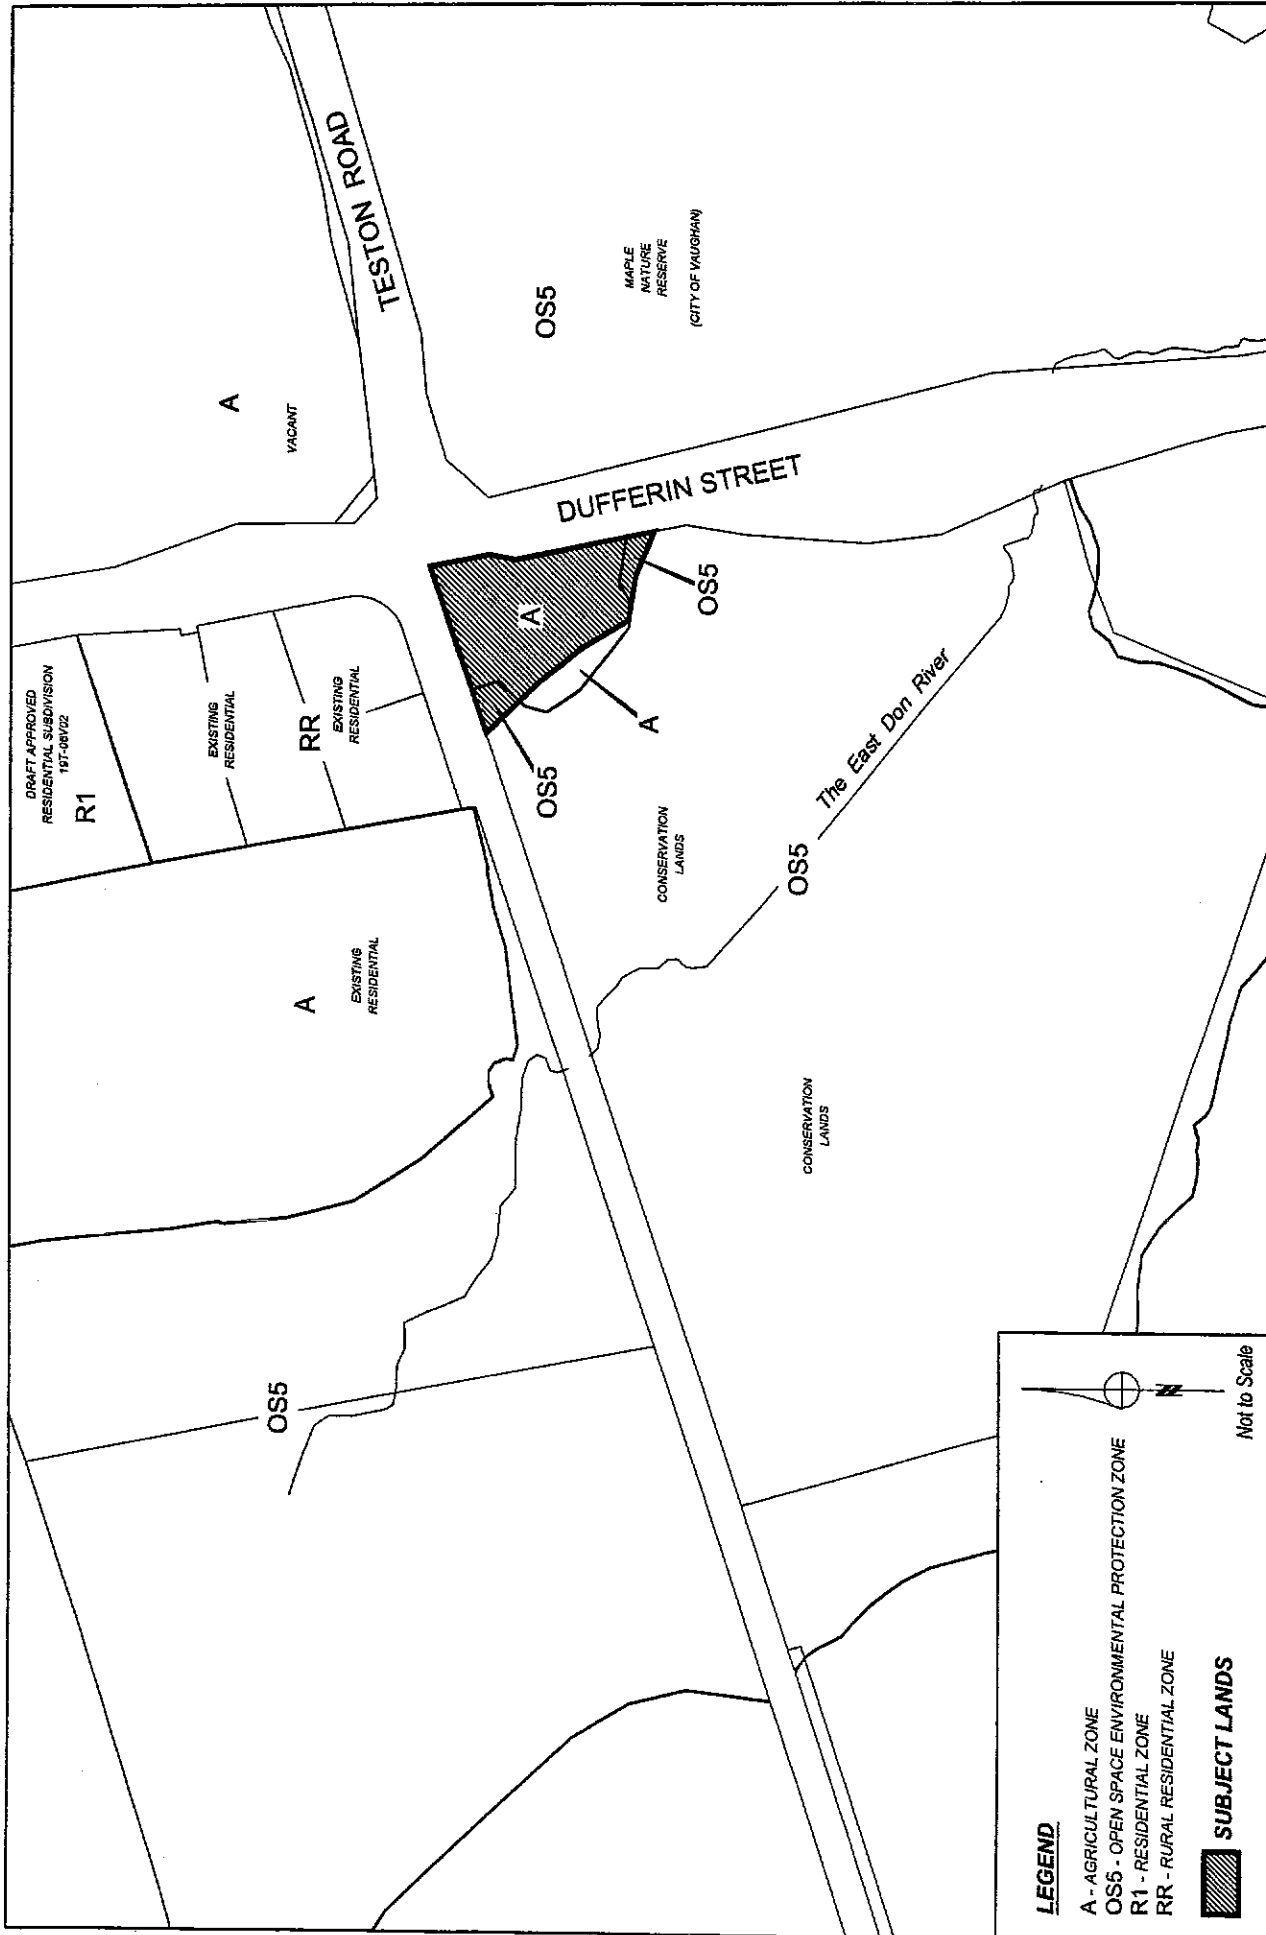 DRAFT APPROVED
RESIDENTIAL SUBDIVISION
19T-06V02
R1
EXISTING
RESIDENTIAL
RR
EXISTING
RESIDENTIAL
A
EXISTING
RESIDENTIAL
OS5
A
VACANT
TESTON ROAD
OS5
MAPLE
NATURE
RESERVE
(CITY OF VAUGHAN)
DUFFERIN STREET
A
OS5
OS5
A
CONSERVATION
LANDS
The East Don River
OS5
CONSERVATION
LANDS
LEGEND
A - AGRICULTURAL ZONE
OS5 - OPEN SPACE ENVIRONMENTAL PROTECTION ZONE
R1 - RESIDENTIAL ZONE
RR - RURAL RESIDENTIAL ZONE
SUBJECT LANDS
N
Not to Scale